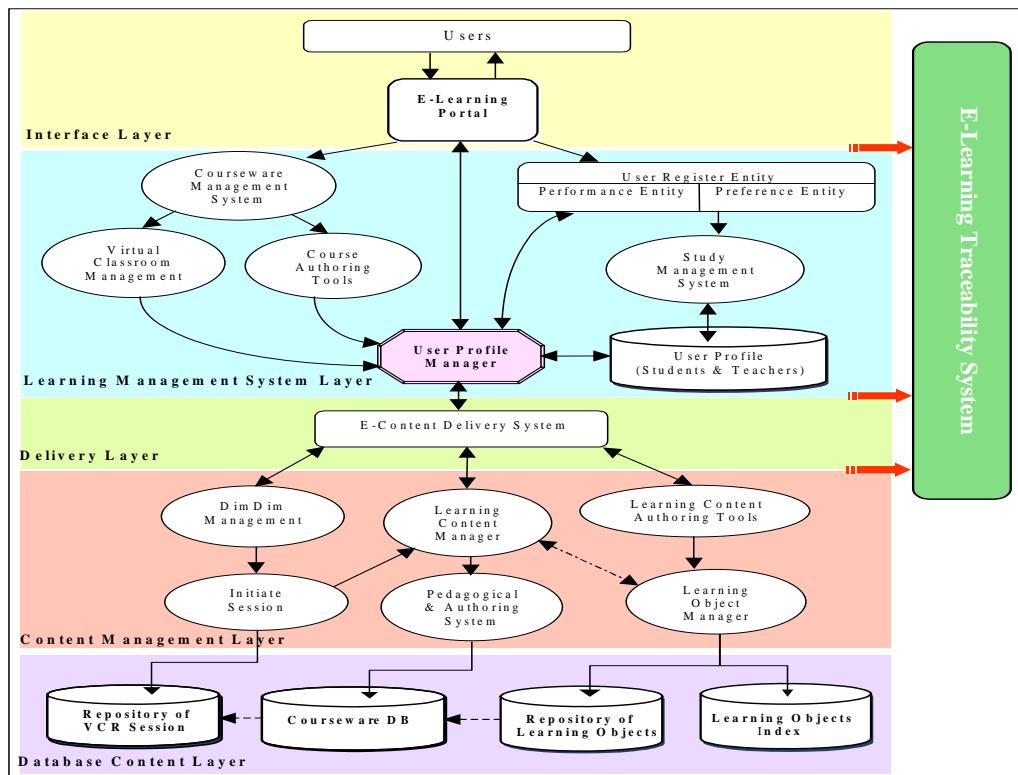 Users
E-Learning
Portal
Interface Layer
E-Learning Traceability System
Courseware
Management
System
User Register Entity
Performance Entity
Preference Entity
Virtual
Classroom
Management
Course
Authoring
Tools
Study
Management
System
User Profile
Manager
User Profile
(Students & Teachers)
Learning Management System Layer
E-Content Delivery System
Delivery Layer
DimDim
Management
Learning
Content
Manager
Learning Content
Authoring Tools
Initiate
Session
Pedagogical
& Authoring
System
Learning
Object
Manager
Content Management Layer
Repository of
VCR Session
Courseware DB
Repository of
Learning Objects
Learning Objects
Index
Database Content Layer